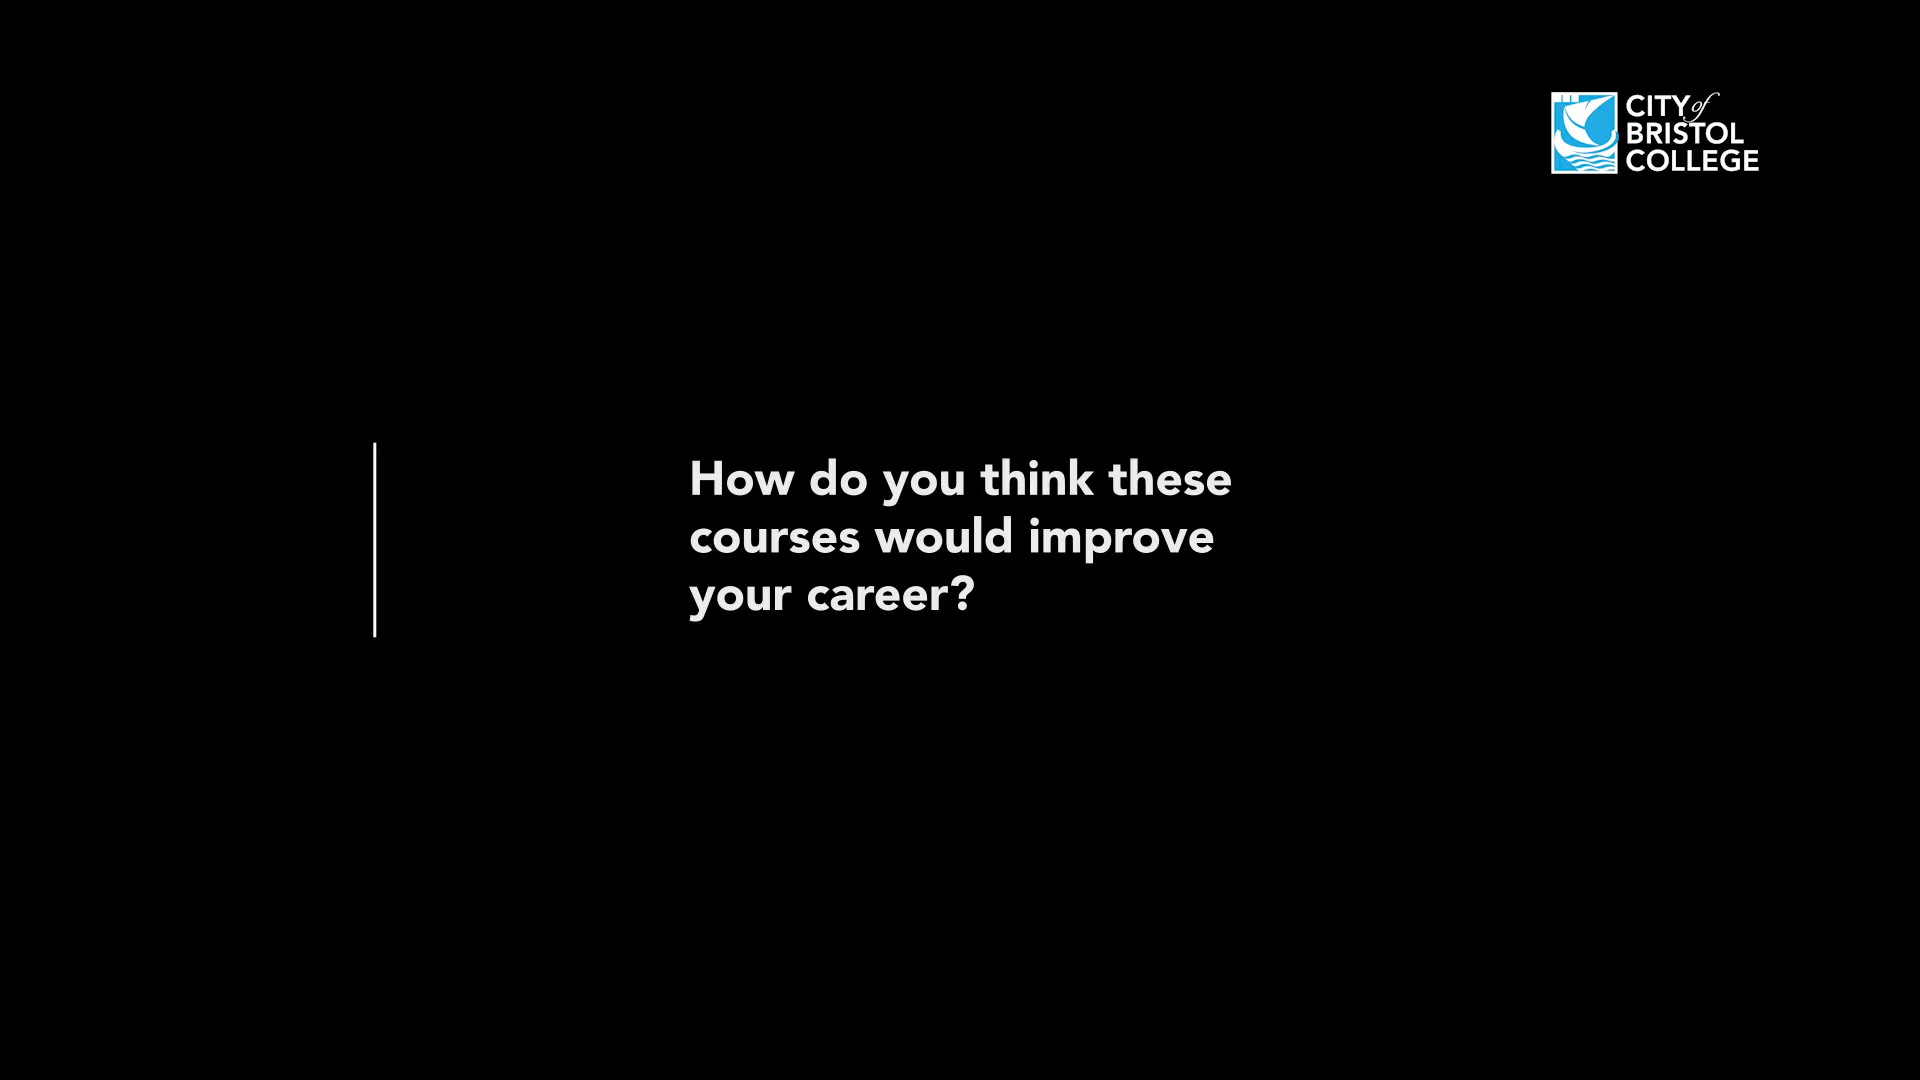 CITY of
BRISTOL
COLLEGE
How do you think these
courses would improve
your career?